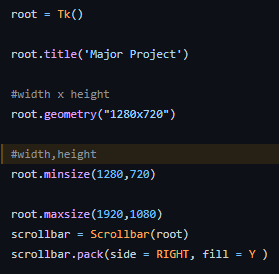 root = Tk()
root.title('Major Project')
#width x height
root.geometry("1280x720")
#width,height
root.minsize(1280,720)
root.maxsize(1920,1080)
scrollbar = Scrollbar(root)
scrollbar.pack(side = RIGHT, fill = Y )